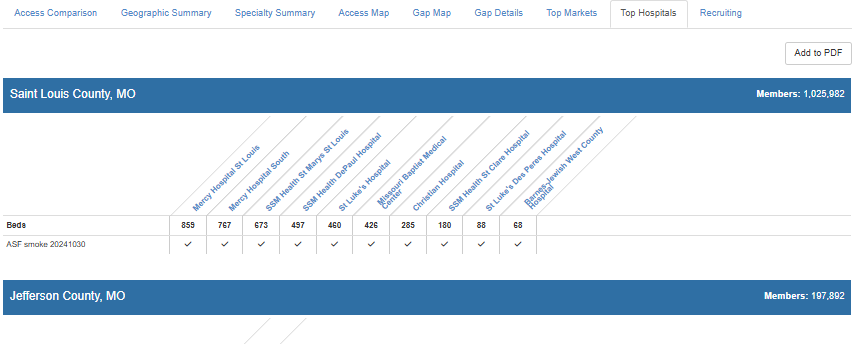 Access Comparison Geographic Summary Specialty Summary Access Map Gap Map Gap Details Top Markets Top Hospitals Recruiting
Add to PDF
Saint Louis County, MO Members: 1,025,982
Mercy Hospital St Louis
Mercy Hospital South
SSM Health St Marys St Louis
SSM Health DePaul Hospital
St Luke's Hospital
Missouri Baptist Medical
Center
Christian Hospital
SSM Health St Clare Hospital
St Luke's Des Peres Hospital
Barnes-Jewish West County
Hospital
Beds 859 767 673 497 460 426 285 180 88 68
ASF smoke 20241030 ✓ ✓ ✓ ✓ ✓ ✓ ✓ ✓ ✓ ✓
Jefferson County, MO Members: 197,892